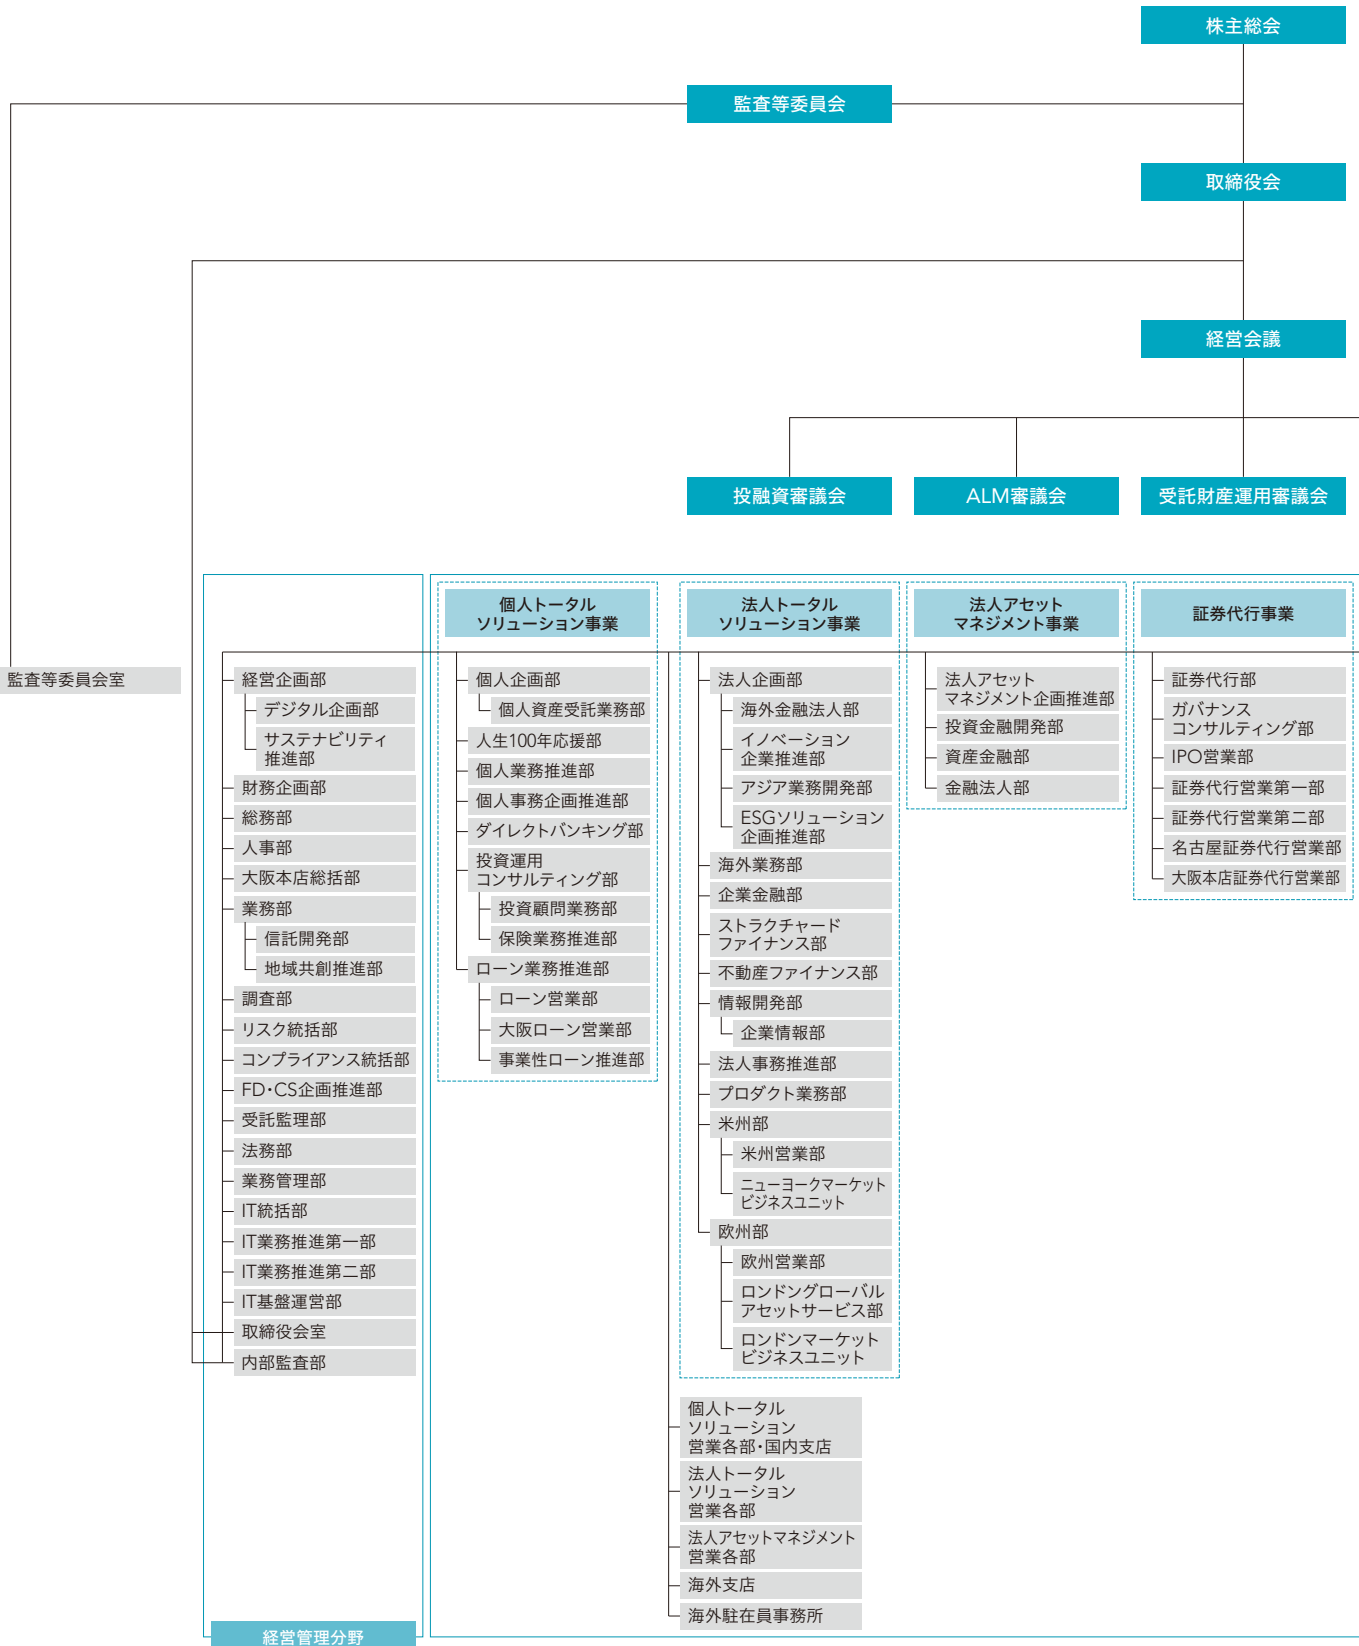 株主総会
監査等委員会
取締役会
経営会議
投融資審議会
ALM審議会
受託財産運用審議会
監査等委員会室
経営企画部
デジタル企画部
サステナビリティ
推進部
財務企画部
総務部
人事部
大阪本店総括部
業務部
信託開発部
地域共創推進部
調査部
リスク統括部
コンプライアンス統括部
FD・CS企画推進部
受託監理部
法務部
業務管理部
IT統括部
IT業務推進第一部
IT業務推進第二部
IT基盤運営部
取締役会室
内部監査部
経営管理分野
個人トータル
ソリューション事業
個人企画部
個人資産受託業務部
人生100年応援部
個人業務推進部
個人事務企画推進部
ダイレクトバンキング部
投資運用
コンサルティング部
投資顧問業務部
保険業務推進部
ローン業務推進部
ローン営業部
大阪ローン営業部
事業性ローン推進部
法人トータル
ソリューション事業
法人企画部
海外金融法人部
イノベーション
企業推進部
アジア業務開発部
ESGソリューション
企画推進部
海外業務部
企業金融部
ストラクチャード
ファイナンス部
不動産ファイナンス部
情報開発部
企業情報部
法人事務推進部
プロダクト業務部
米州部
米州営業部
ニューヨークマーケット
ビジネスユニット
欧州部
欧州営業部
ロンドングローバル
アセットサービス部
ロンドンマーケット
ビジネスユニット
個人トータル
ソリューション
営業各部・国内支店
法人トータル
ソリューション
営業各部
法人アセットマネジメント
営業各部
海外支店
海外駐在員事務所
法人アセット
マネジメント事業
法人アセット
マネジメント企画推進部
投資金融開発部
資産金融部
金融法人部
証券代行事業
証券代行部
ガバナンス
コンサルティング部
IPO営業部
証券代行営業第一部
証券代行営業第二部
名古屋証券代行営業部
大阪本店証券代行営業部